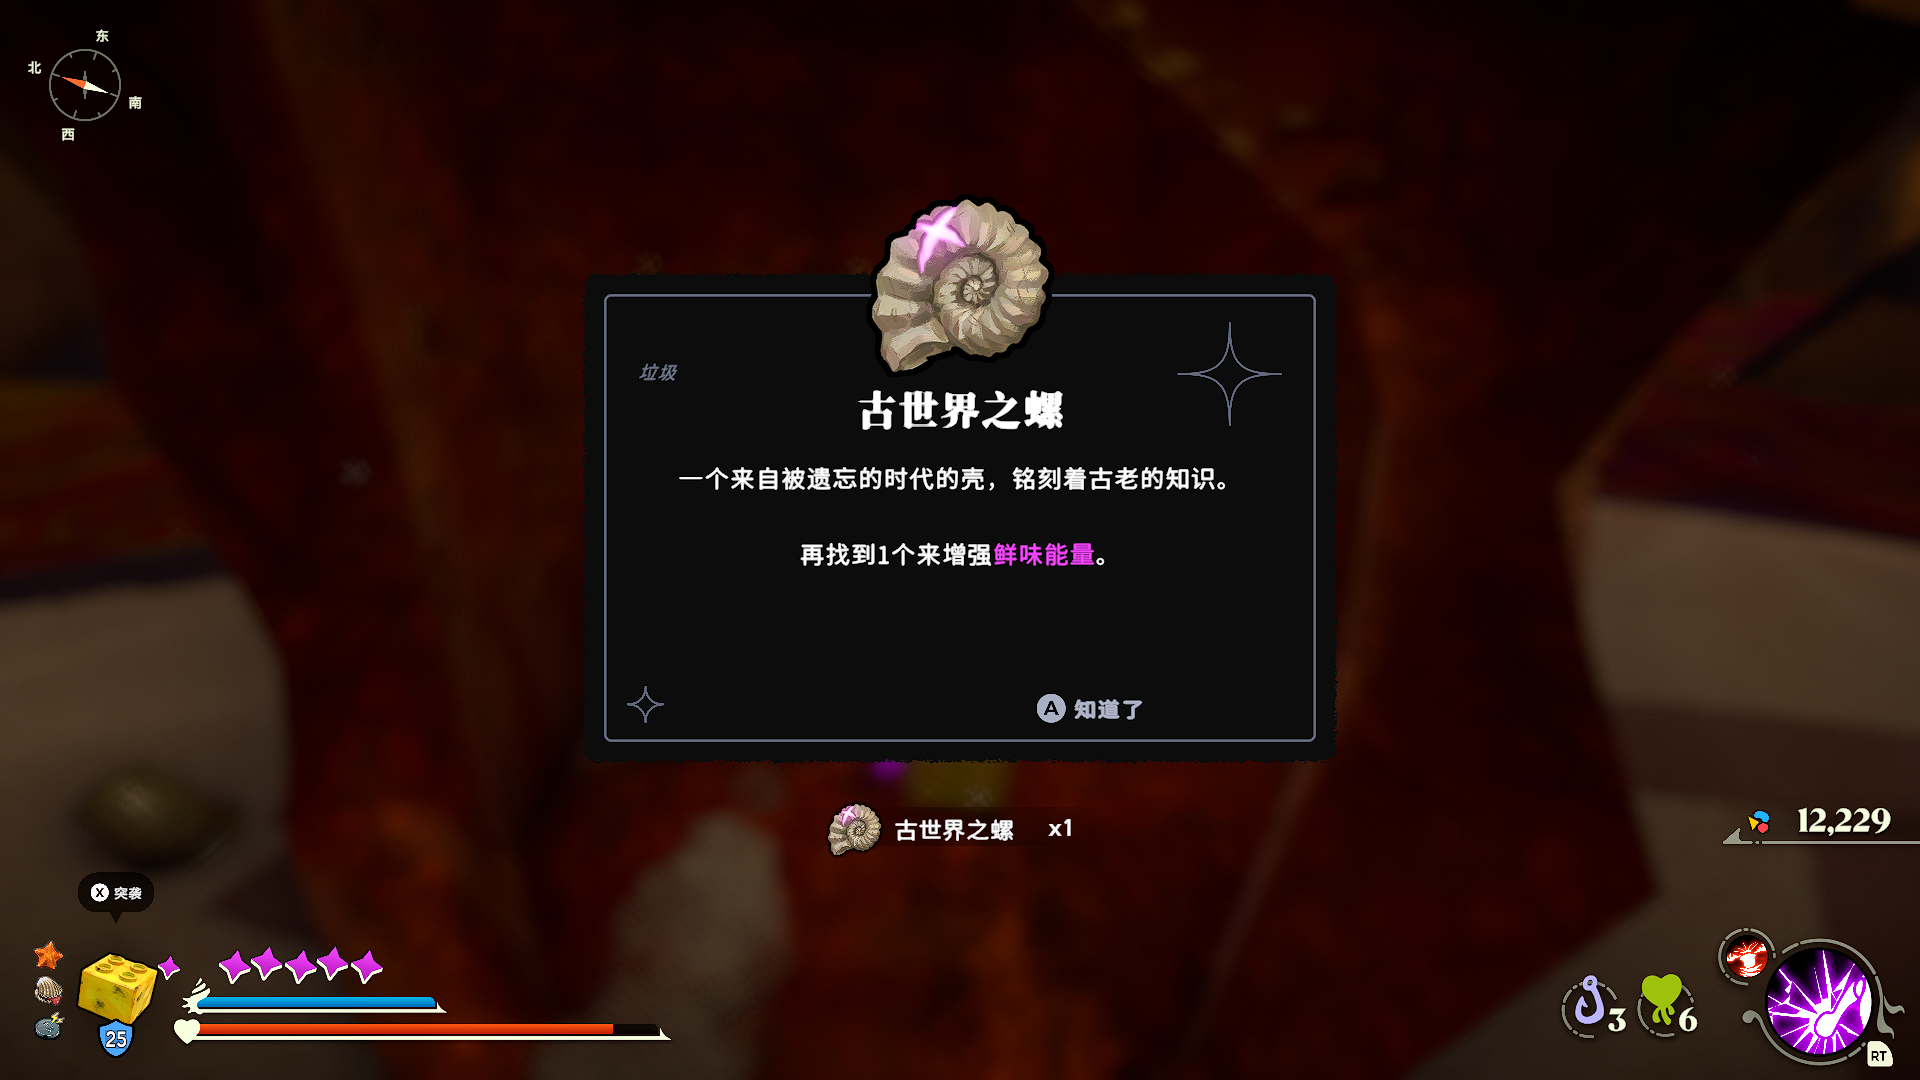 东
北
南
西
垃圾
古世界之螺
一个来自被遗忘的时代的壳，铭刻着古老的知识。
再找到1个来增强鲜味能量。
A 知道了
古世界之螺 x1
12,229
X 突袭
25
3
6
RT